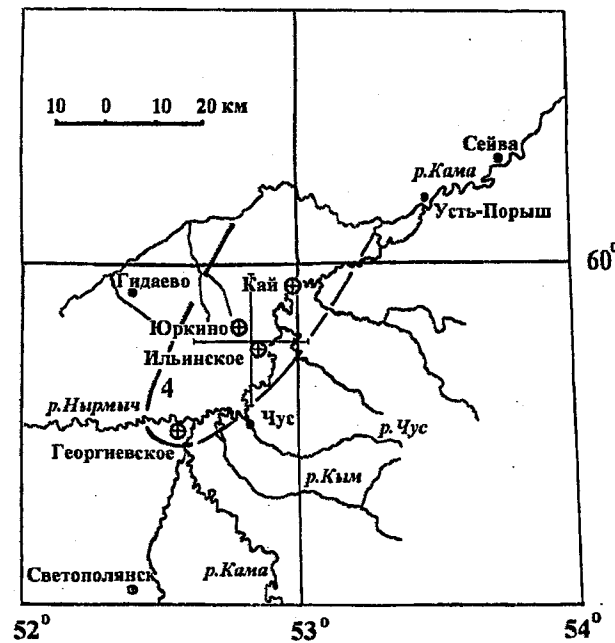 10 0 10 20 км
Сейва
р.Кама
Усть-Порыш
60°
Кай
Гидаево
Юркино
Ильинское
4
р.Нырмыч
Чус
р.Чус
Георгиевское
р.Кым
Светополянск
р.Кама
52° 53° 54°